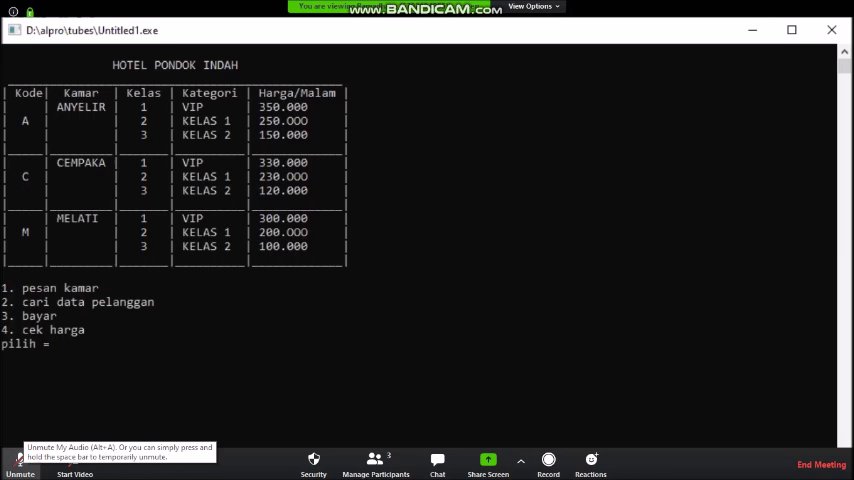 You are viewing
WWW.BANDICAM.COM
View Options
D:\alpro\tubes\Untitled1.exe
HOTEL PONDOK INDAH
Kode | Kamar | Kelas | Kategori | Harga/Malam
ANYELIR | 1 | VIP | 350.000
A | 2 | KELAS 1 | 250.OOO
3 | KELAS 2 | 150.000
CEMPAKA | 1 | VIP | 330.000
C | 2 | KELAS 1 | 230.OOO
3 | KELAS 2 | 120.000
MELATI | 1 | VIP | 300.000
M | 2 | KELAS 1 | 200.OOO
3 | KELAS 2 | 100.000
1. pesan kamar
2. cari data pelanggan
3. bayar
4. cek harga
pilih =
Unmute My Audio (Alt+A). Or you can simply press and
hold the space bar to temporarily unmute.
3
Unmute
Start Video
Security
Manage Participants
Chat
Share Screen
Record
Reactions
End Meeting